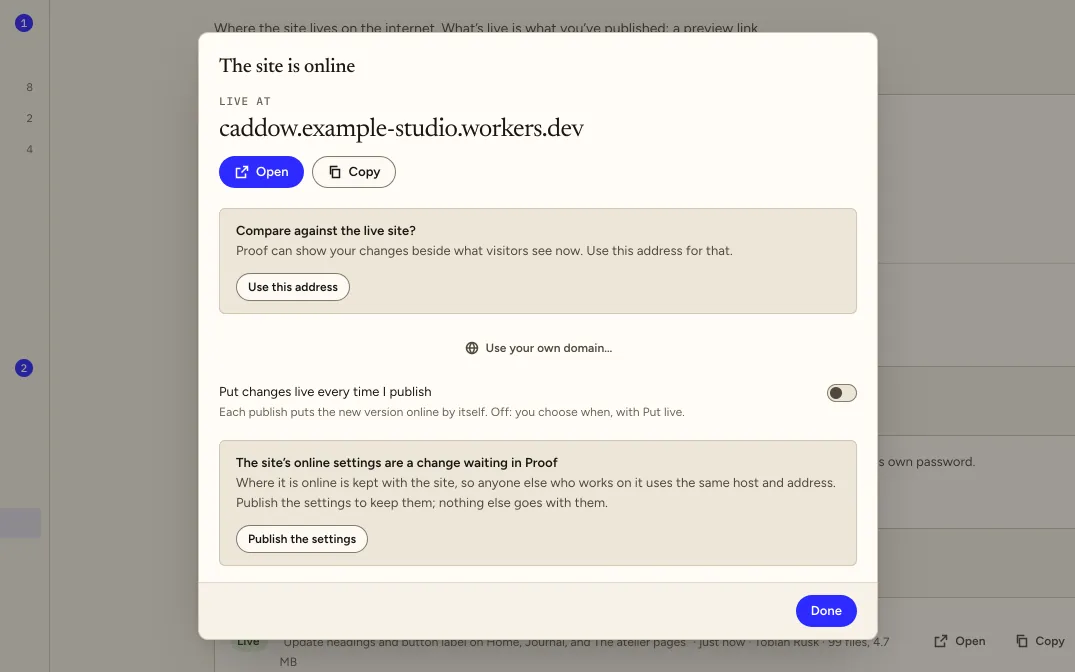 1
Where the site lives on the internet. What's live is what you've published; a preview link
The site is online
LIVE AT
caddow.example-studio.workers.dev
Open
Copy
8
2
4
Compare against the live site?
Proof can show your changes beside what visitors see now. Use this address for that.
Use this address
Use your own domain...
2
Put changes live every time I publish
Each publish puts the new version online by itself. Off: you choose when, with Put live.
The site's online settings are a change waiting in Proof
s own password.
Where it is online is kept with the site, so anyone else who works on it uses the same host and address.
Publish the settings to keep them; nothing else goes with them.
Publish the settings
Done
Live
Update headings and button label on Home, Journal, and The atelier pages. · just now · Tobian Rusk · 99 files, 4.7
MB
Open
Copy